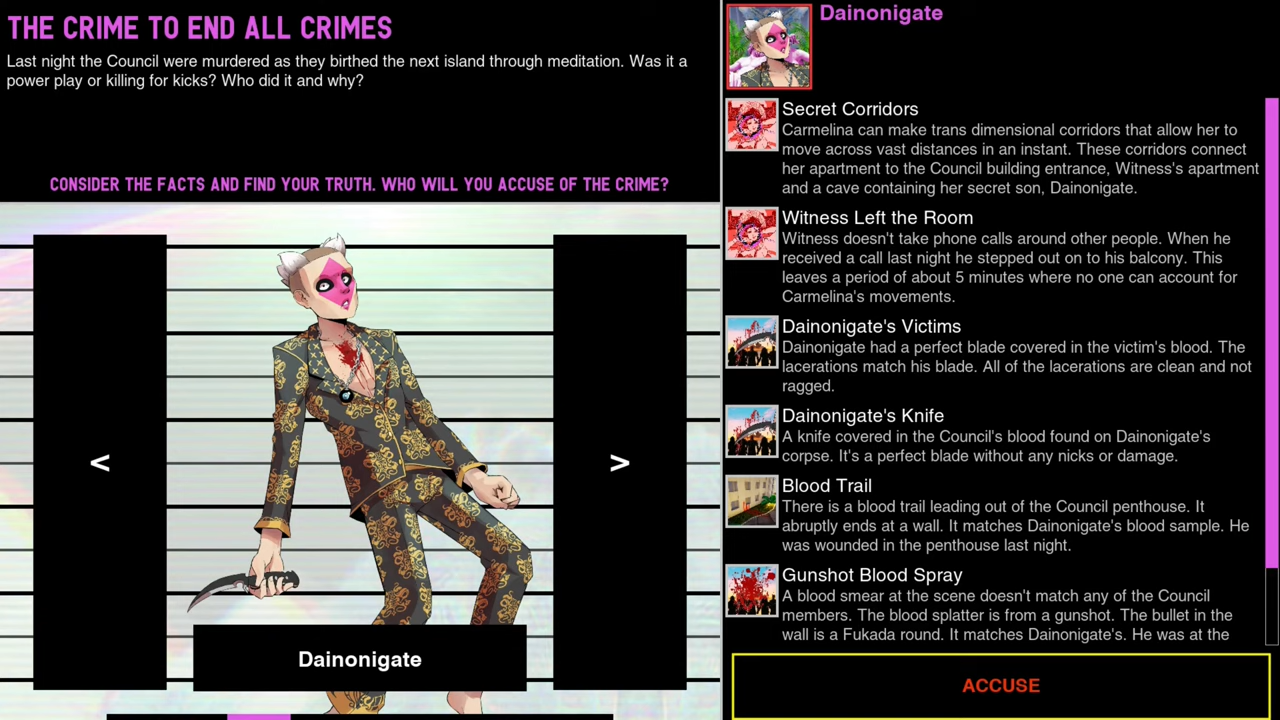 THE CRIME TO END ALL CRIMES
Last night the Council were murdered as they birthed the next island through meditation. Was it a
power play or killing for kicks? Who did it and why?
CONSIDER THE FACTS AND FIND YOUR TRUTH. WHO WILL YOU ACCUSE OF THE CRIME?
<
>
Dainonigate
Dainonigate
Secret Corridors
Carmelina can make trans dimensional corridors that allow her to
move across vast distances in an instant. These corridors connect
her apartment to the Council building entrance, Witness's apartment
and a cave containing her secret son, Dainonigate.
Witness Left the Room
Witness doesn't take phone calls around other people. When he
received a call last night he stepped out on to his balcony. This
leaves a period of about 5 minutes where no one can account for
Carmelina's movements.
Dainonigate's Victims
Dainonigate had a perfect blade covered in the victim's blood. The
lacerations match his blade. All of the lacerations are clean and not
ragged.
Dainonigate's Knife
A knife covered in the Council's blood found on Dainonigate's
corpse. It's a perfect blade without any nicks or damage.
Blood Trail
There is a blood trail leading out of the Council penthouse. It
abruptly ends at a wall. It matches Dainonigate's blood sample. He
was wounded in the penthouse last night.
Gunshot Blood Spray
A blood smear at the scene doesn't match any of the Council
members. The blood splatter is from a gunshot. The bullet in the
wall is a Fukada round. It matches Dainonigate's. He was at the
ACCUSE